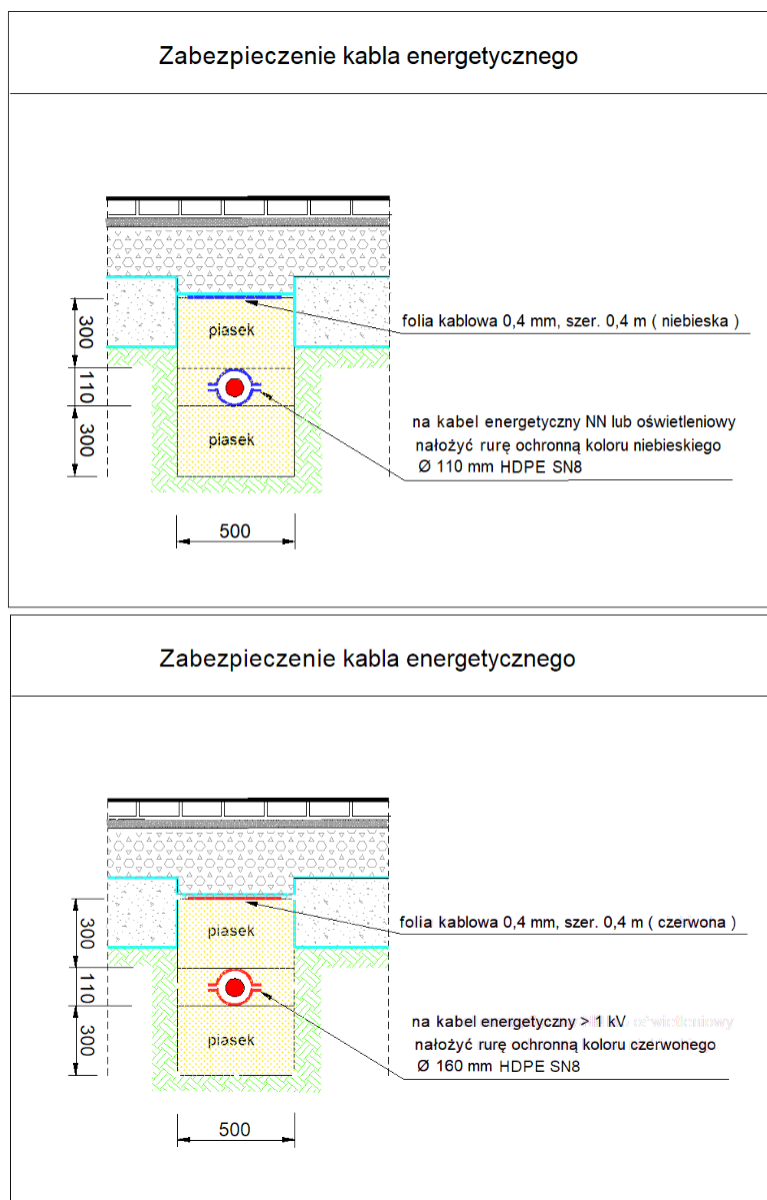 Zabezpieczenie kabla energetycznego
300
110
300
piasek
piasek
500
folia kablowa 0,4 mm, szer. 0,4 m ( niebieska )
na kabel energetyczny NN lub oświetleniowy
nałożyć rurę ochronną koloru niebieskiego
Ø 110 mm HDPE SN8
Zabezpieczenie kabla energetycznego
300
110
300
piasek
piasek
500
folia kablowa 0,4 mm, szer. 0,4 m ( czerwona )
na kabel energetyczny > 1 kV oświetleniowy
nałożyć rurę ochronną koloru czerwonego
Ø 160 mm HDPE SN8